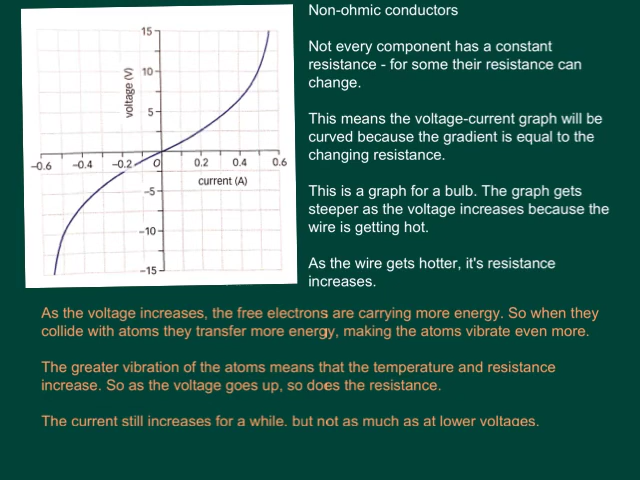 Non-ohmic conductors
Not every component has a constant
resistance - for some their resistance can
change.
This means the voltage-current graph will be
curved because the gradient is equal to the
changing resistance.
This is a graph for a bulb. The graph gets
steeper as the voltage increases because the
wire is getting hot.
As the wire gets hotter, it's resistance
increases.
15
10
voltage (V)
5
–0.6 –0.4 –0.2 O 0.2 0.4 0.6
current (A)
–5
–10
–15
As the voltage increases, the free electrons are carrying more energy. So when they
collide with atoms they transfer more energy, making the atoms vibrate even more.
The greater vibration of the atoms means that the temperature and resistance
increase. So as the voltage goes up, so does the resistance.
The current still increases for a while, but not as much as at lower voltages.